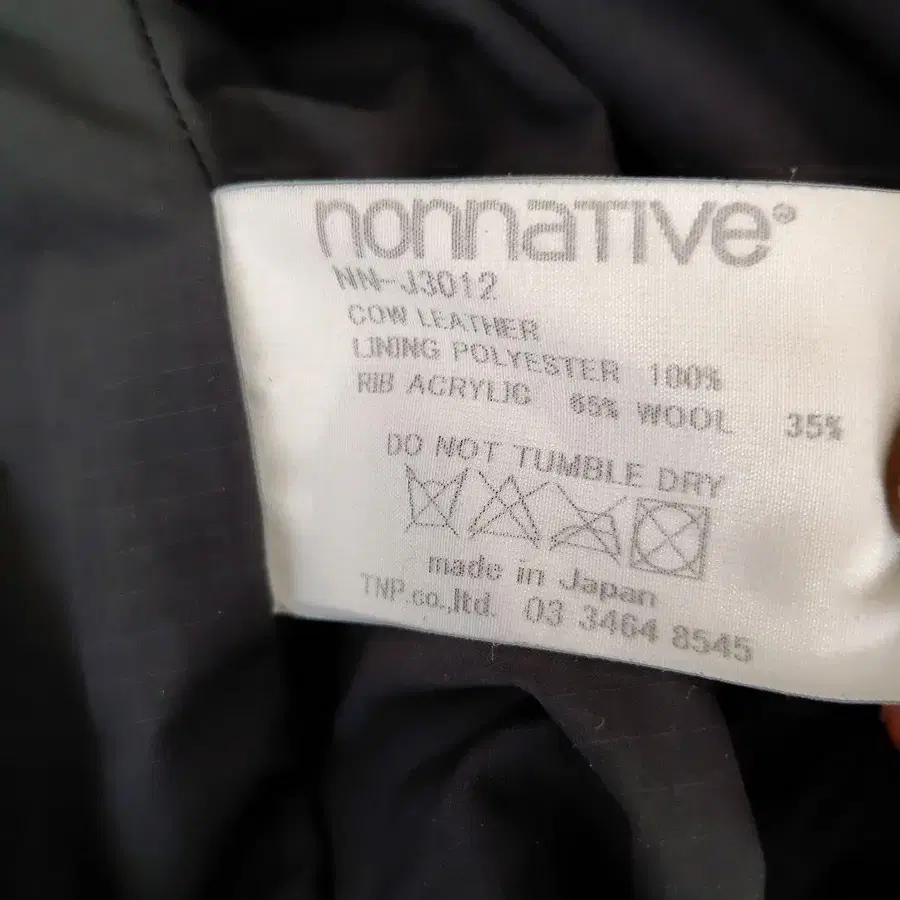 nonnative®
NN-J3012
COW LEATHER
LINING POLYESTER 100%
RIB ACRYLIC 65% WOOL 35%
DO NOT TUMBLE DRY
made in Japan
TNP.co.,ltd. 03 3464 8545